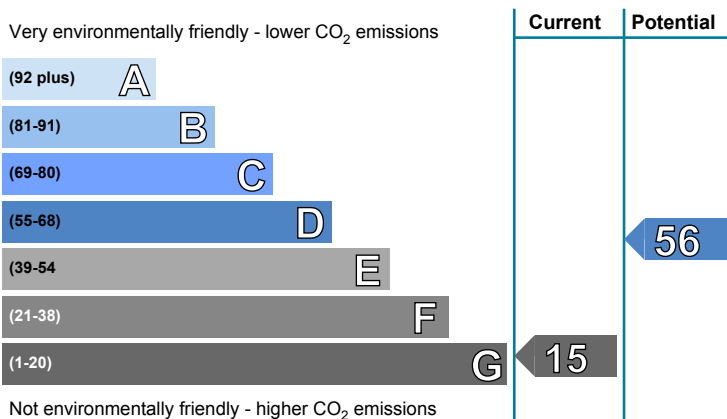 Current Potential
Very environmentally friendly - lower CO2 emissions
(92 plus) A
(81-91) B
(69-80) C
(55-68) D
56
(39-54 E
(21-38) F
(1-20) G 15
Not environmentally friendly - higher CO2 emissions